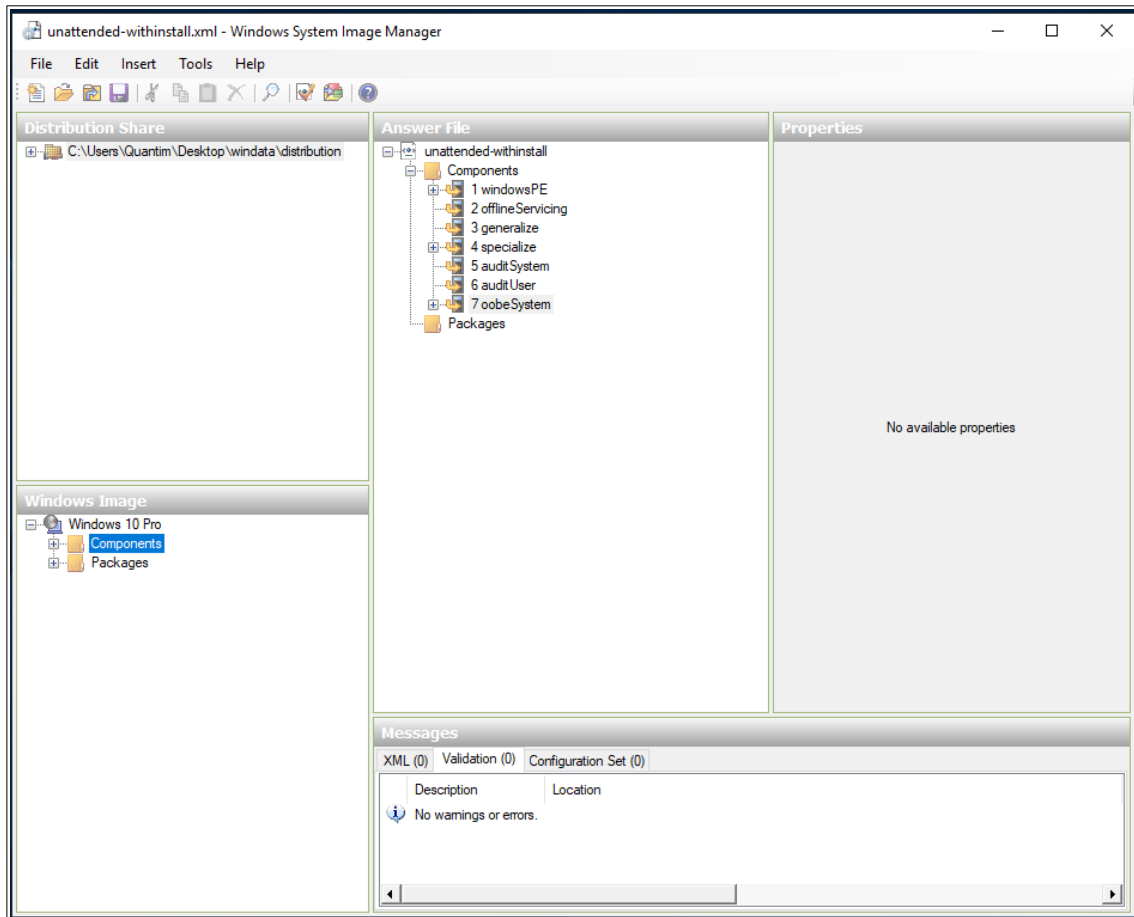 unattended-withinstall.xml - Windows System Image Manager
File Edit Insert Tools Help
Distribution Share
C:\Users\Quantim\Desktop\windata\distribution
Answer File
unattended-withinstall
Components
1 windowsPE
2 offlineServicing
3 generalize
4 specialize
5 auditSystem
6 auditUser
7 oobeSystem
Packages
Properties
No available properties
Windows Image
Windows 10 Pro
Components
Packages
Messages
XML (0) Validation (0) Configuration Set (0)
Description Location
No warnings or errors.